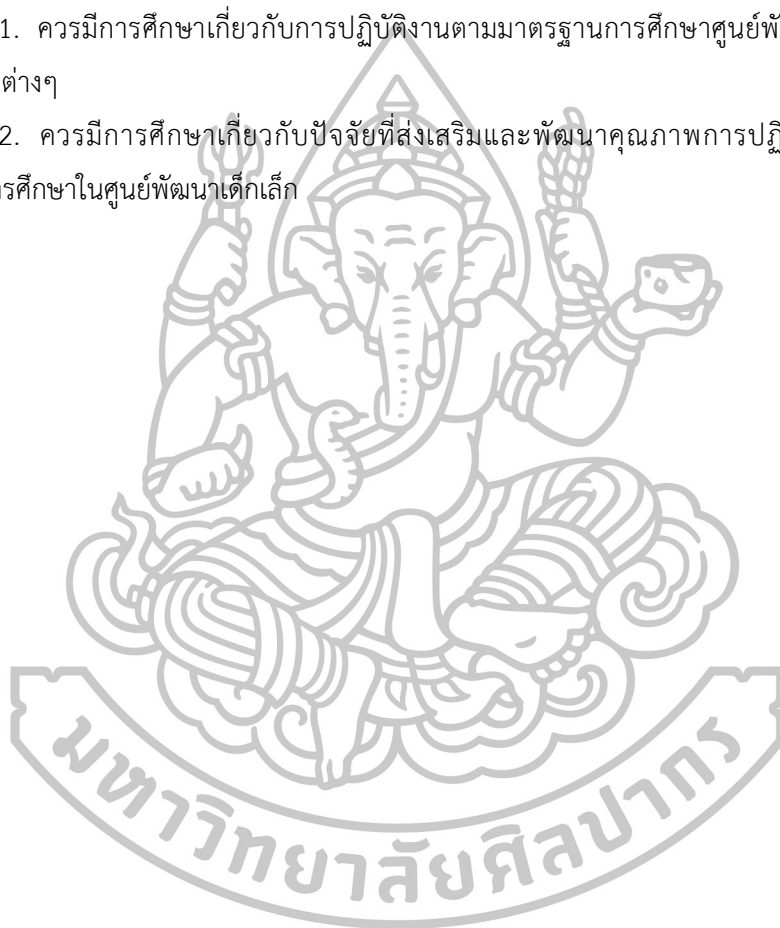 1. ควรมีการศึกษาเกี่ยวกับการปฏิบัติงานตามมาตรฐานการศึกษาศูนย์พั
ต่างๆ
2. ควรมีการศึกษาเกี่ยวกับปัจจัยที่ส่งเสริมและพัฒนาคุณภาพการปฏิ
รศึกษาในศูนย์พัฒนาเด็กเล็ก
มหาวิทยาลัยศิลปากร